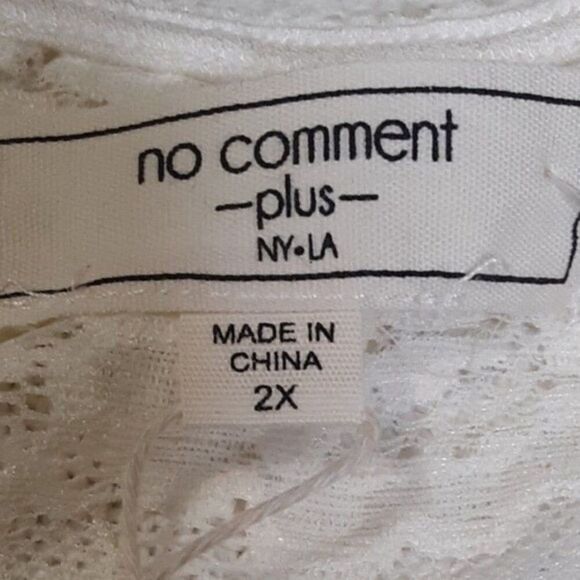 no comment
—plus—
NY•LA
MADE IN
CHINA
2X